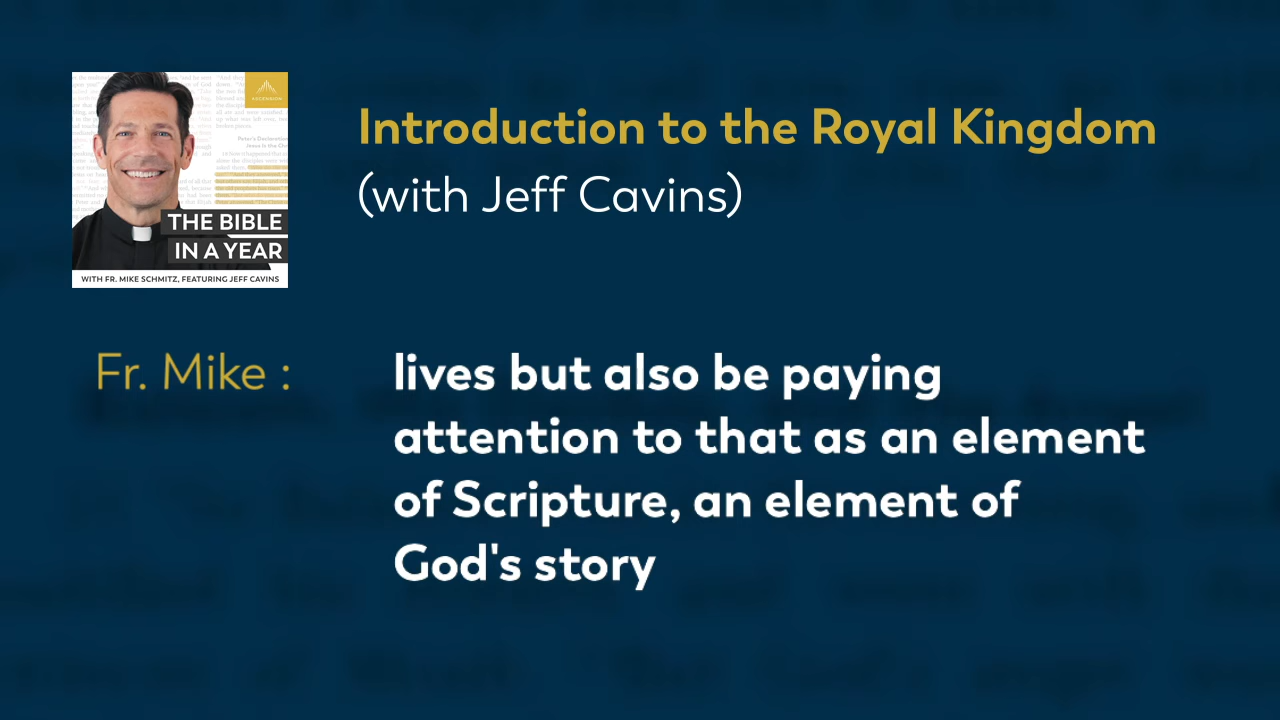 ASCENSION
THE BIBLE
IN A YEAR
WITH FR. MIKE SCHMITZ, FEATURING JEFF CAVINS
Introduction to the Royal Kingdom
(with Jeff Cavins)
Fr. Mike :
lives but also be paying
attention to that as an element
of Scripture, an element of
God's story